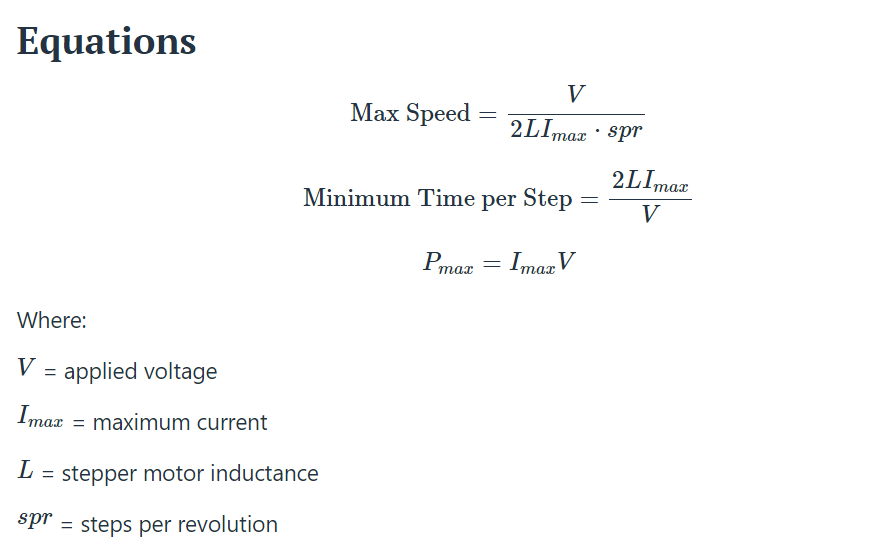 Equations
Max Speed = V / (2LI_max · spr)
Minimum Time per Step = 2LI_max / V
P_max = I_max V
Where:
V = applied voltage
I_max = maximum current
L = stepper motor inductance
spr = steps per revolution